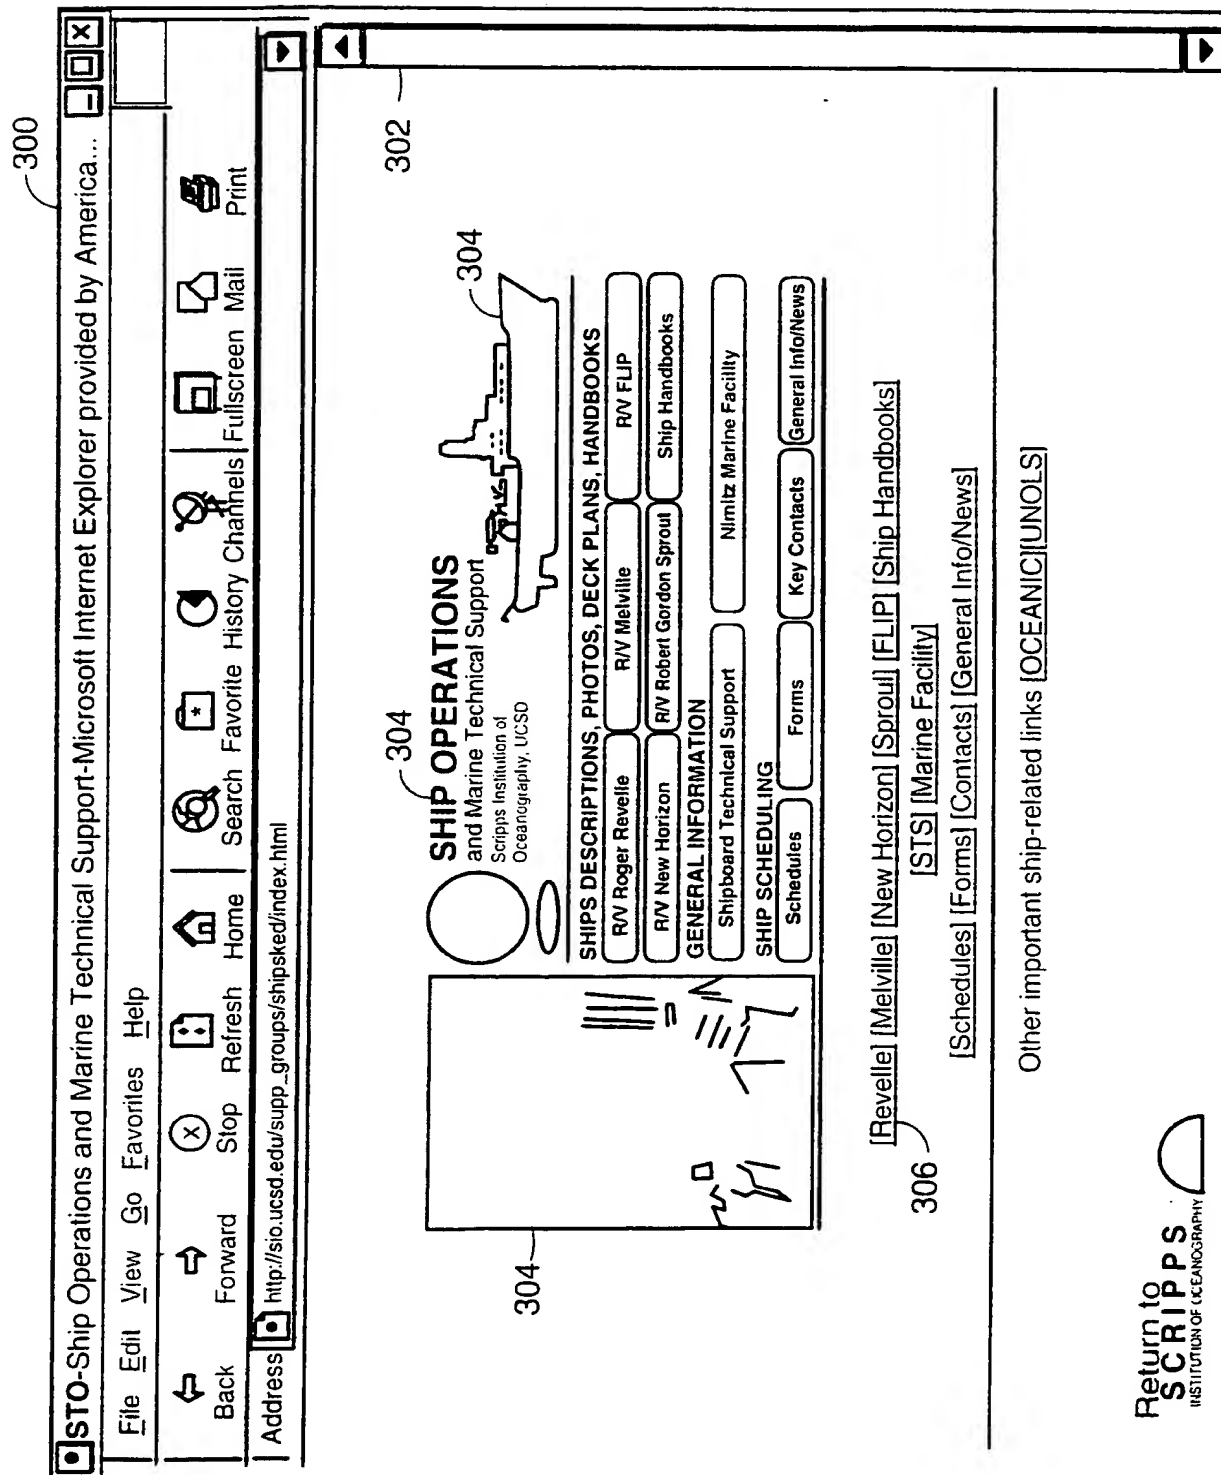 300
STO-Ship Operations and Marine Technical Support-Microsoft Internet Explorer provided by America...
File Edit View Go Favorites Help
Back Forward Stop Refresh Home Search Favorite History Channels Fullscreen Mail Print
Address http://sio.ucsd.edu/supp_groups/shipsked/index.html
302
304
304
304
SHIP OPERATIONS
and Marine Technical Support
Scripps Institution of
Oceanography, UCSD
SHIPS DESCRIPTIONS, PHOTOS, DECK PLANS, HANDBOOKS
R/V Roger Revelle R/V Melville R/V FLIP
R/V New Horizon R/V Robert Gordon Sprout Ship Handbooks
GENERAL INFORMATION
Shipboard Technical Support Nimitz Marine Facility
SHIP SCHEDULING
Schedules Forms Key Contacts General Info/News
[Revelle] [Melville] [New Horizon] [Sproul] [FLIP] [Ship Handbooks]
306
[STS] [Marine Facility]
[Schedules] [Forms] [Contacts] [General Info/News]
Other important ship-related links [OCEANIC][UNOLS]
Return to
SCRIPPS
INSTITUTION OF OCEANOGRAPHY